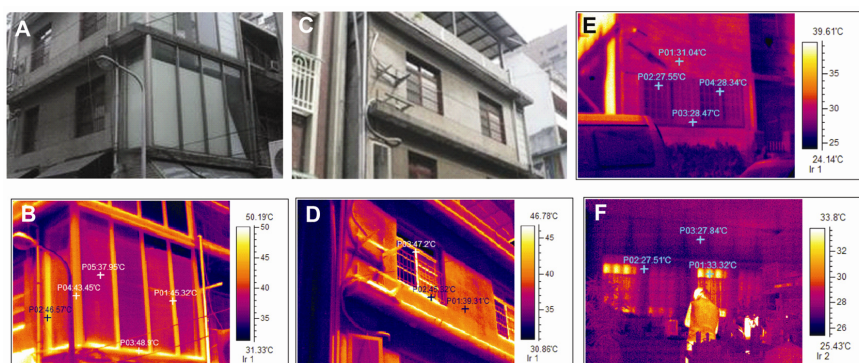 A
B
50.19℃
50
45
40
35
31.33℃
Ir 1
P05:37.95℃
P04:43.45℃
P01:45.32℃
P02:46.57℃
C
D
46.78℃
45
40
35
30.86℃
Ir 1
P03:47.2℃
P01:39.31℃
E
39.61℃
35
30
25
24.14℃
Ir 1
P01:31.04℃
P02:27.55℃
P04:28.34℃
P03:28.47℃
F
33.8℃
32
30
28
26
25.43℃
Ir 2
P03:27.84℃
P02:27.51℃
P01:33.32℃